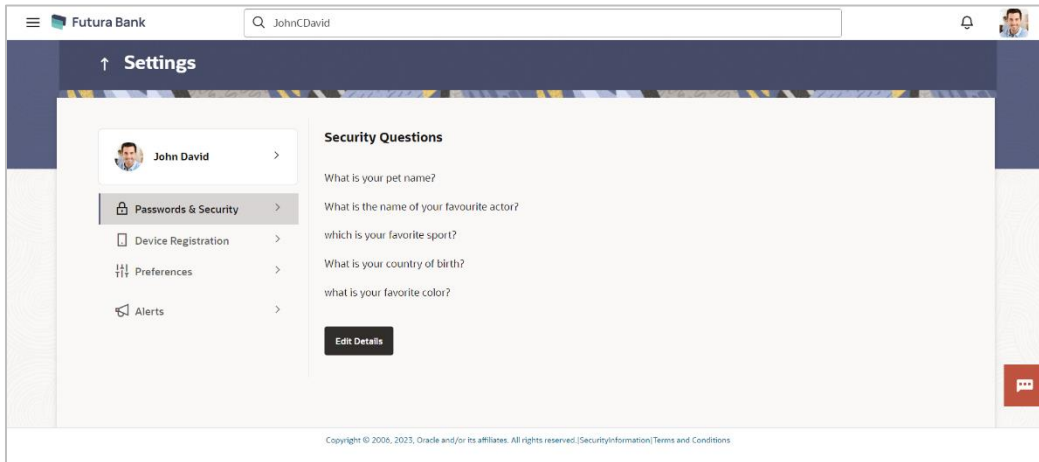 Futura Bank
JohnCDavid
↑ Settings
John David
Passwords & Security
Device Registration
Preferences
Alerts
Security Questions
What is your pet name?
What is the name of your favourite actor?
which is your favorite sport?
What is your country of birth?
what is your favorite color?
Edit Details
Copyright © 2006, 2023, Oracle and/or its affiliates. All rights reserved.|SecurityInformation|Terms and Conditions